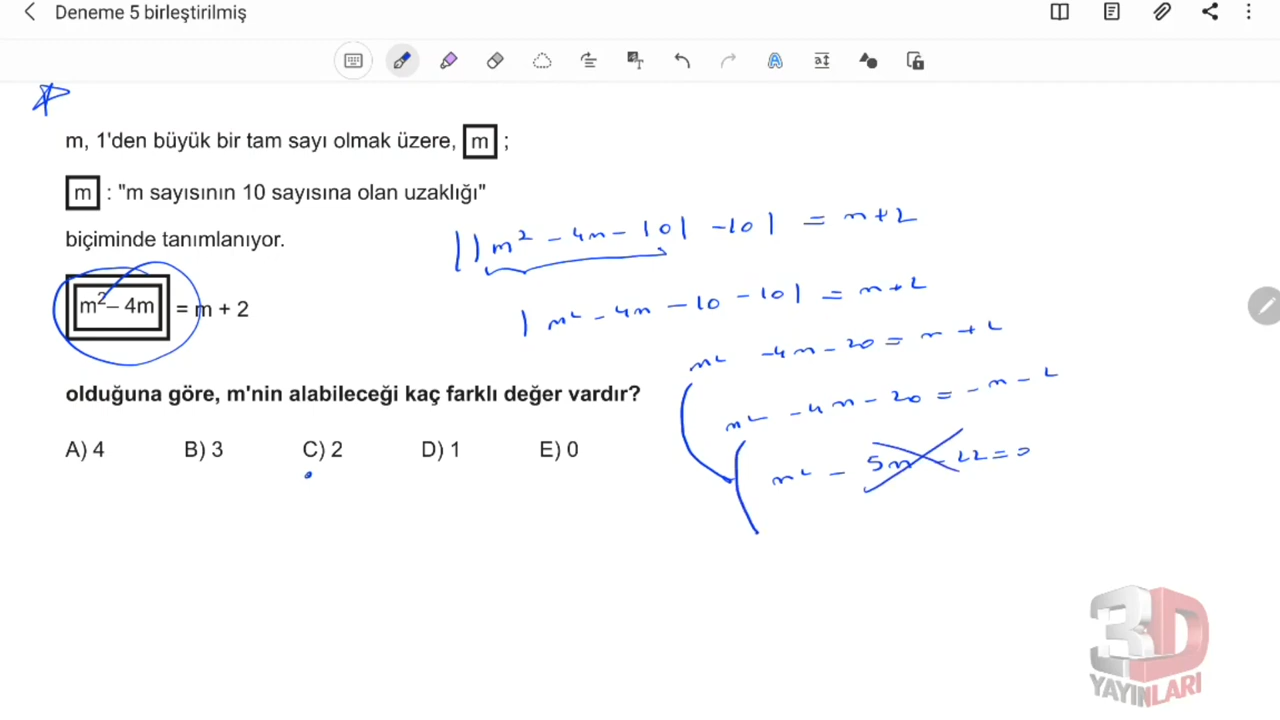 Deneme 5 birleştirilmiş
m, 1'den büyük bir tam sayı olmak üzere, m ;
m : "m sayısının 10 sayısına olan uzaklığı"
biçiminde tanımlanıyor.
m² – 4m = m + 2
olduğuna göre, m'nin alabileceği kaç farklı değer vardır?
A) 4 B) 3 C) 2 D) 1 E) 0
||m² - 4m - 10| - 10| = m + 2
|m² - 4m - 10 - 10| = m + 2
m² - 4m - 20 = m + 2
m² - 4m - 20 = - m - 2
m² - 5m - 22 = 0
3D
YAYINLARI